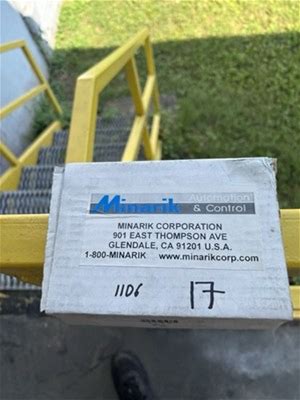 Minarik Automation
& Control
MINARIK CORPORATION
901 EAST THOMPSON AVE
GLENDALE, CA 91201 U.S.A.
1-800-MINARIK www.minarikcorp.com
1106 17